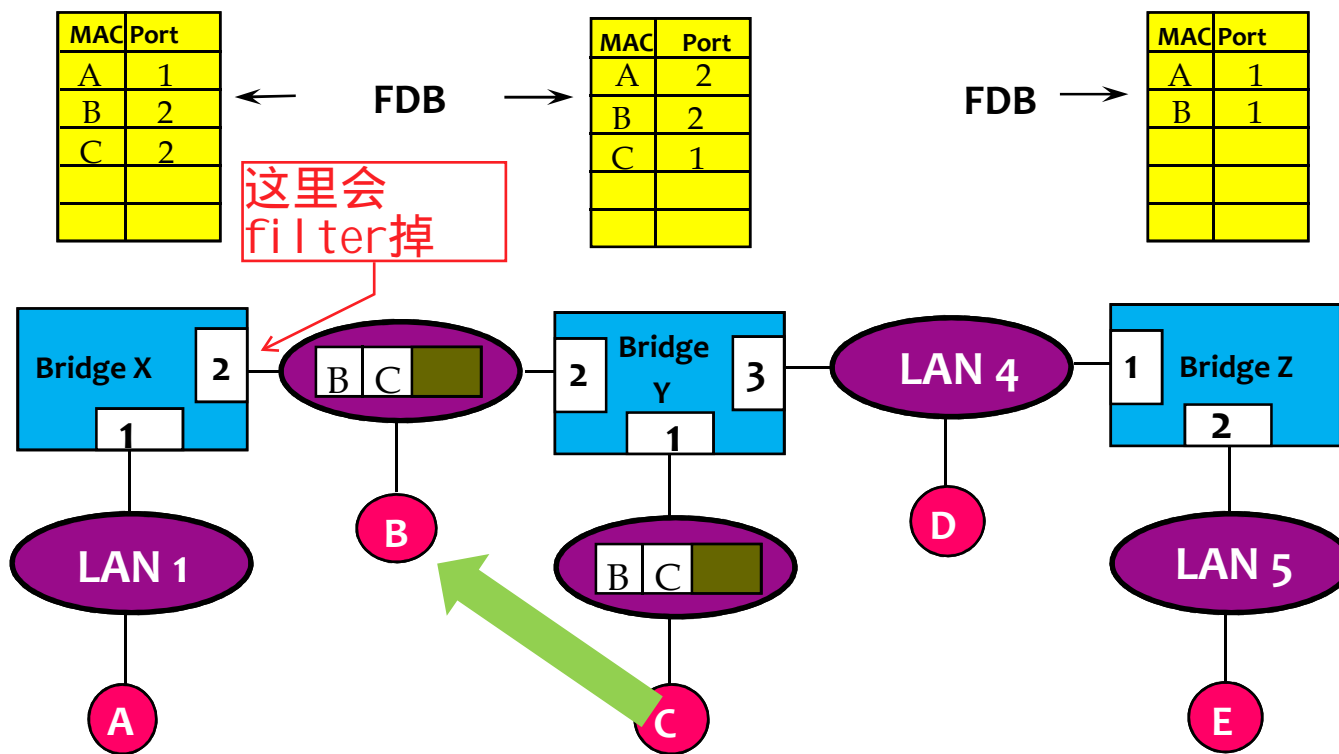 MAC Port
A 1
B 2
C 2
FDB
MAC Port
A 2
B 2
C 1
FDB
MAC Port
A 1
B 1
这里会
filter掉
Bridge X
2
1
B C
2
Bridge
Y
3
1
LAN 4
1
Bridge Z
2
B
D
LAN 1
B C
LAN 5
A
C
E